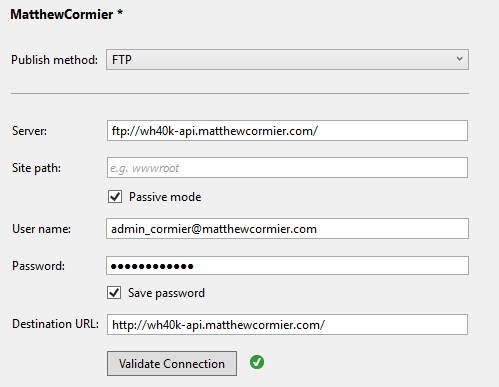 MatthewCormier *
Publish method: FTP
Server: ftp://wh40k-api.matthewcormier.com/
Site path: e.g. wwwroot
Passive mode
User name: admin_cormier@matthewcormier.com
Password: ●●●●●●●●●●●●
Save password
Destination URL: http://wh40k-api.matthewcormier.com/
Validate Connection